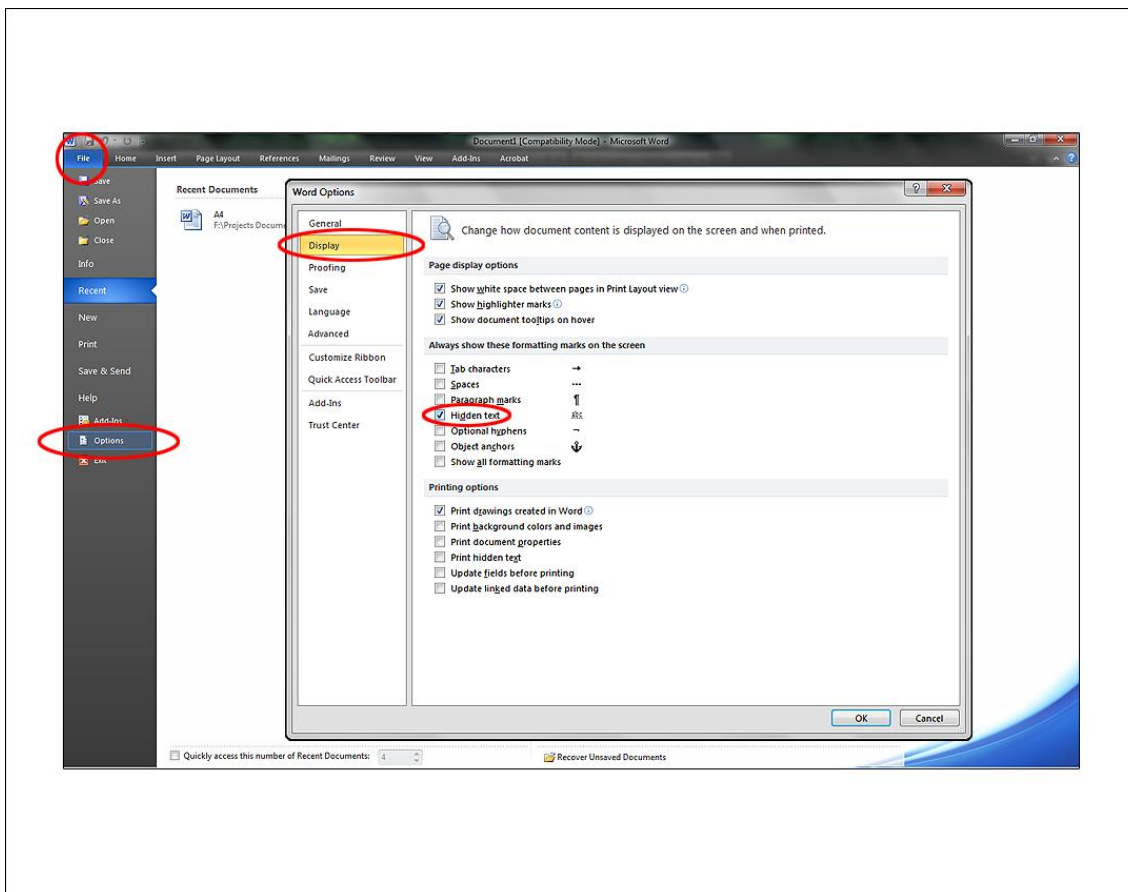 Document1 [Compatibility Mode] - Microsoft Word
File Home Insert Page Layout References Mailings Review View Add-Ins Acrobat
Save
Save As
Open
Close
Info
Recent
New
Print
Save & Send
Help
Add-Ins
Options
Exit
Recent Documents
A4
F:\Projects Docume
Word Options
General
Display
Proofing
Save
Language
Advanced
Customize Ribbon
Quick Access Toolbar
Add-Ins
Trust Center
Change how document content is displayed on the screen and when printed.
Page display options
Show white space between pages in Print Layout view
Show highlighter marks
Show document tooltips on hover
Always show these formatting marks on the screen
Tab characters →
Spaces ···
Paragraph marks ¶
Hidden text abc
Optional hyphens ¬
Object anchors
Show all formatting marks
Printing options
Print drawings created in Word
Print background colors and images
Print document properties
Print hidden text
Update fields before printing
Update linked data before printing
OK Cancel
Quickly access this number of Recent Documents: 4
Recover Unsaved Documents